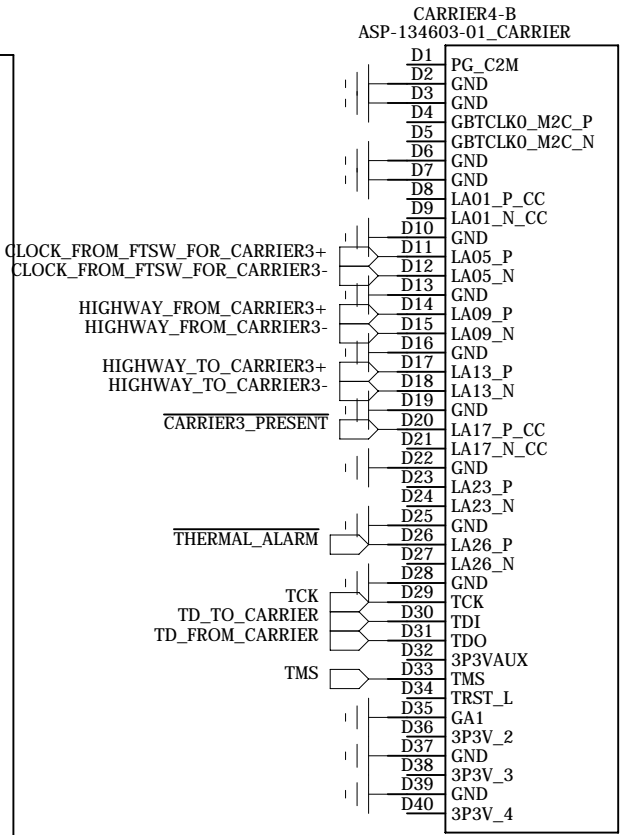 CARRIER4-B
ASP-134603-01_CARRIER
D1 PG_C2M
D2 GND
D3 GND
D4 GBTCLK0_M2C_P
D5 GBTCLK0_M2C_N
D6 GND
D7 GND
D8 LA01_P_CC
D9 LA01_N_CC
D10 GND
CLOCK_FROM_FTSW_FOR_CARRIER3+ D11 LA05_P
CLOCK_FROM_FTSW_FOR_CARRIER3- D12 LA05_N
D13 GND
HIGHWAY_FROM_CARRIER3+ D14 LA09_P
HIGHWAY_FROM_CARRIER3- D15 LA09_N
D16 GND
HIGHWAY_TO_CARRIER3+ D17 LA13_P
HIGHWAY_TO_CARRIER3- D18 LA13_N
D19 GND
CARRIER3_PRESENT D20 LA17_P_CC
D21 LA17_N_CC
D22 GND
D23 LA23_P
D24 LA23_N
D25 GND
THERMAL_ALARM D26 LA26_P
D27 LA26_N
D28 GND
TCK D29 TCK
TD_TO_CARRIER D30 TDI
TD_FROM_CARRIER D31 TDO
D32 3P3VAUX
TMS D33 TMS
D34 TRST_L
D35 GA1
D36 3P3V_2
D37 GND
D38 3P3V_3
D39 GND
D40 3P3V_4